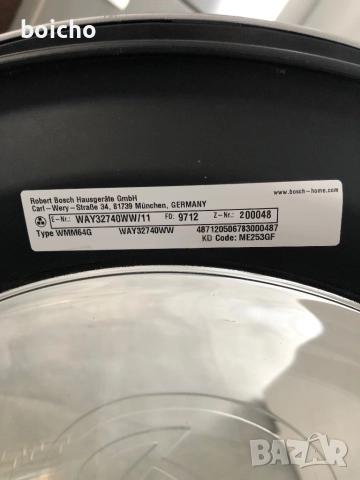 boicho
Robert Bosch Hausgeräte GmbH
Carl-Wery-Straße 34, 81739 München, GERMANY
www.bosch-home.com
E-Nr.: WAY32740WW/11 FD: 9712 Z-Nr.: 200048
Type WMM64G WAY32740WW 487120506783000487
KD Code: ME253GF
BAZAR
bg